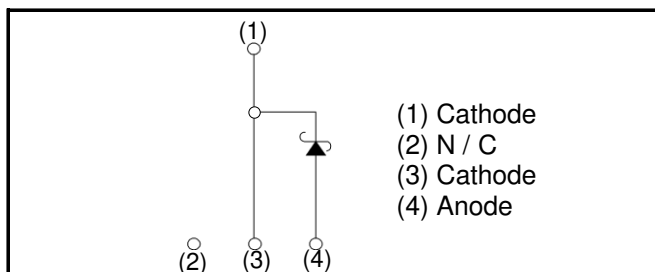 (1)
(1) Cathode
(2) N / C
(3) Cathode
(4) Anode
(2) (3) (4)